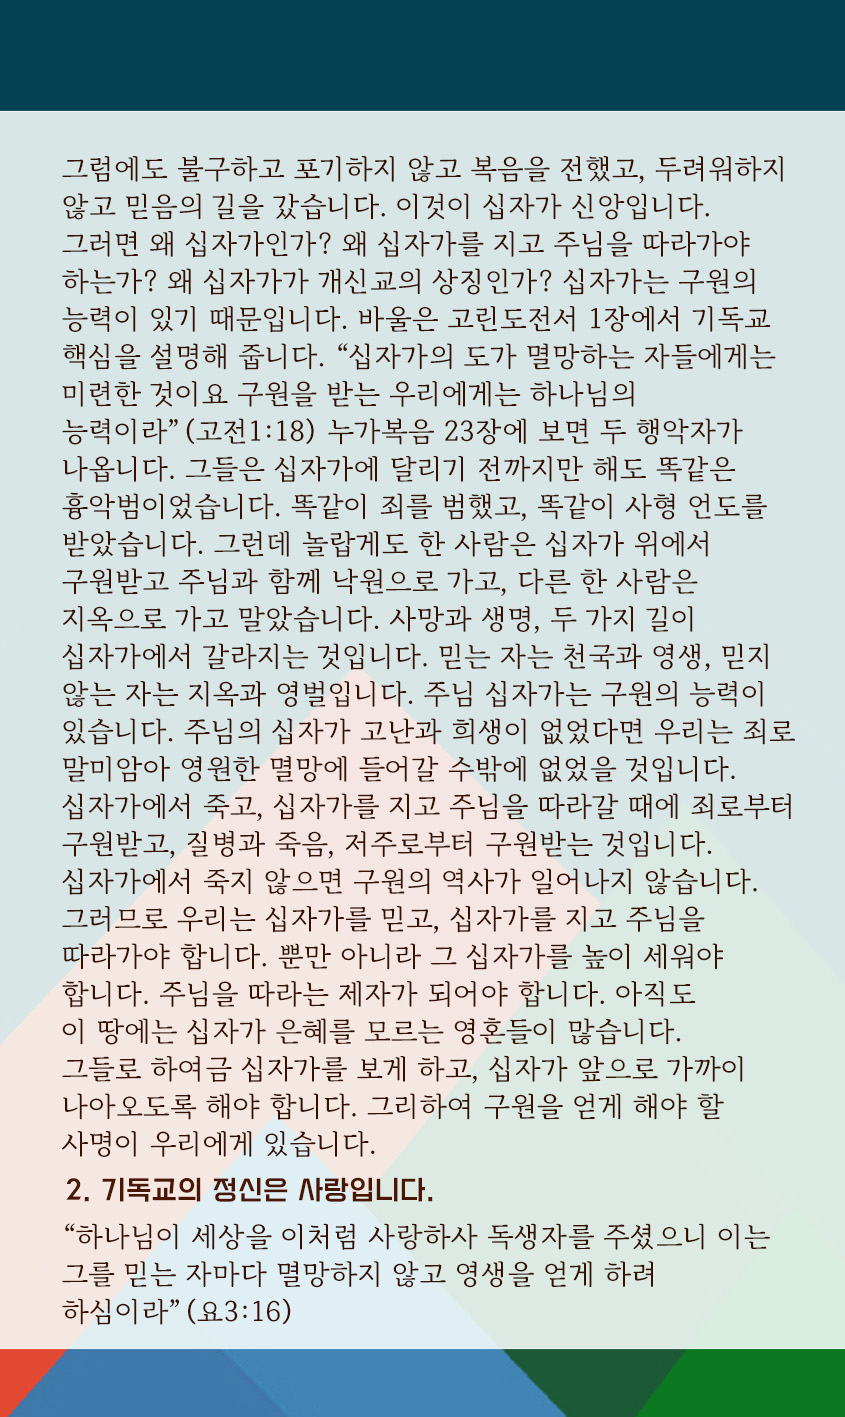 그럼에도 불구하고 포기하지 않고 복음을 전했고, 두려워하지
않고 믿음의 길을 갔습니다. 이것이 십자가 신앙입니다.
그러면 왜 십자가인가? 왜 십자가를 지고 주님을 따라가야
하는가? 왜 십자가가 개신교의 상징인가? 십자가는 구원의
능력이 있기 때문입니다. 바울은 고린도전서 1장에서 기독교
핵심을 설명해 줍니다. “십자가의 도가 멸망하는 자들에게는
미련한 것이요 구원을 받는 우리에게는 하나님의
능력이라” (고전1:18) 누가복음 23장에 보면 두 행악자가
나옵니다. 그들은 십자가에 달리기 전까지만 해도 똑같은
흉악범이었습니다. 똑같이 죄를 범했고, 똑같이 사형 언도를
받았습니다. 그런데 놀랍게도 한 사람은 십자가 위에서
구원받고 주님과 함께 낙원으로 가고, 다른 한 사람은
지옥으로 가고 말았습니다. 사망과 생명, 두 가지 길이
십자가에서 갈라지는 것입니다. 믿는 자는 천국과 영생, 믿지
않는 자는 지옥과 영벌입니다. 주님 십자가는 구원의 능력이
있습니다. 주님의 십자가 고난과 희생이 없었다면 우리는 죄로
말미암아 영원한 멸망에 들어갈 수밖에 없었을 것입니다.
십자가에서 죽고, 십자가를 지고 주님을 따라갈 때에 죄로부터
구원받고, 질병과 죽음, 저주로부터 구원받는 것입니다.
십자가에서 죽지 않으면 구원의 역사가 일어나지 않습니다.
그러므로 우리는 십자가를 믿고, 십자가를 지고 주님을
따라가야 합니다. 뿐만 아니라 그 십자가를 높이 세워야
합니다. 주님을 따라는 제자가 되어야 합니다. 아직도
이 땅에는 십자가 은혜를 모르는 영혼들이 많습니다.
그들로 하여금 십자가를 보게 하고, 십자가 앞으로 가까이
나아오도록 해야 합니다. 그리하여 구원을 얻게 해야 할
사명이 우리에게 있습니다.
2. 기독교의 정신은 사랑입니다.
“하나님이 세상을 이처럼 사랑하사 독생자를 주셨으니 이는
그를 믿는 자마다 멸망하지 않고 영생을 얻게 하려
하심이라” (요3:16)